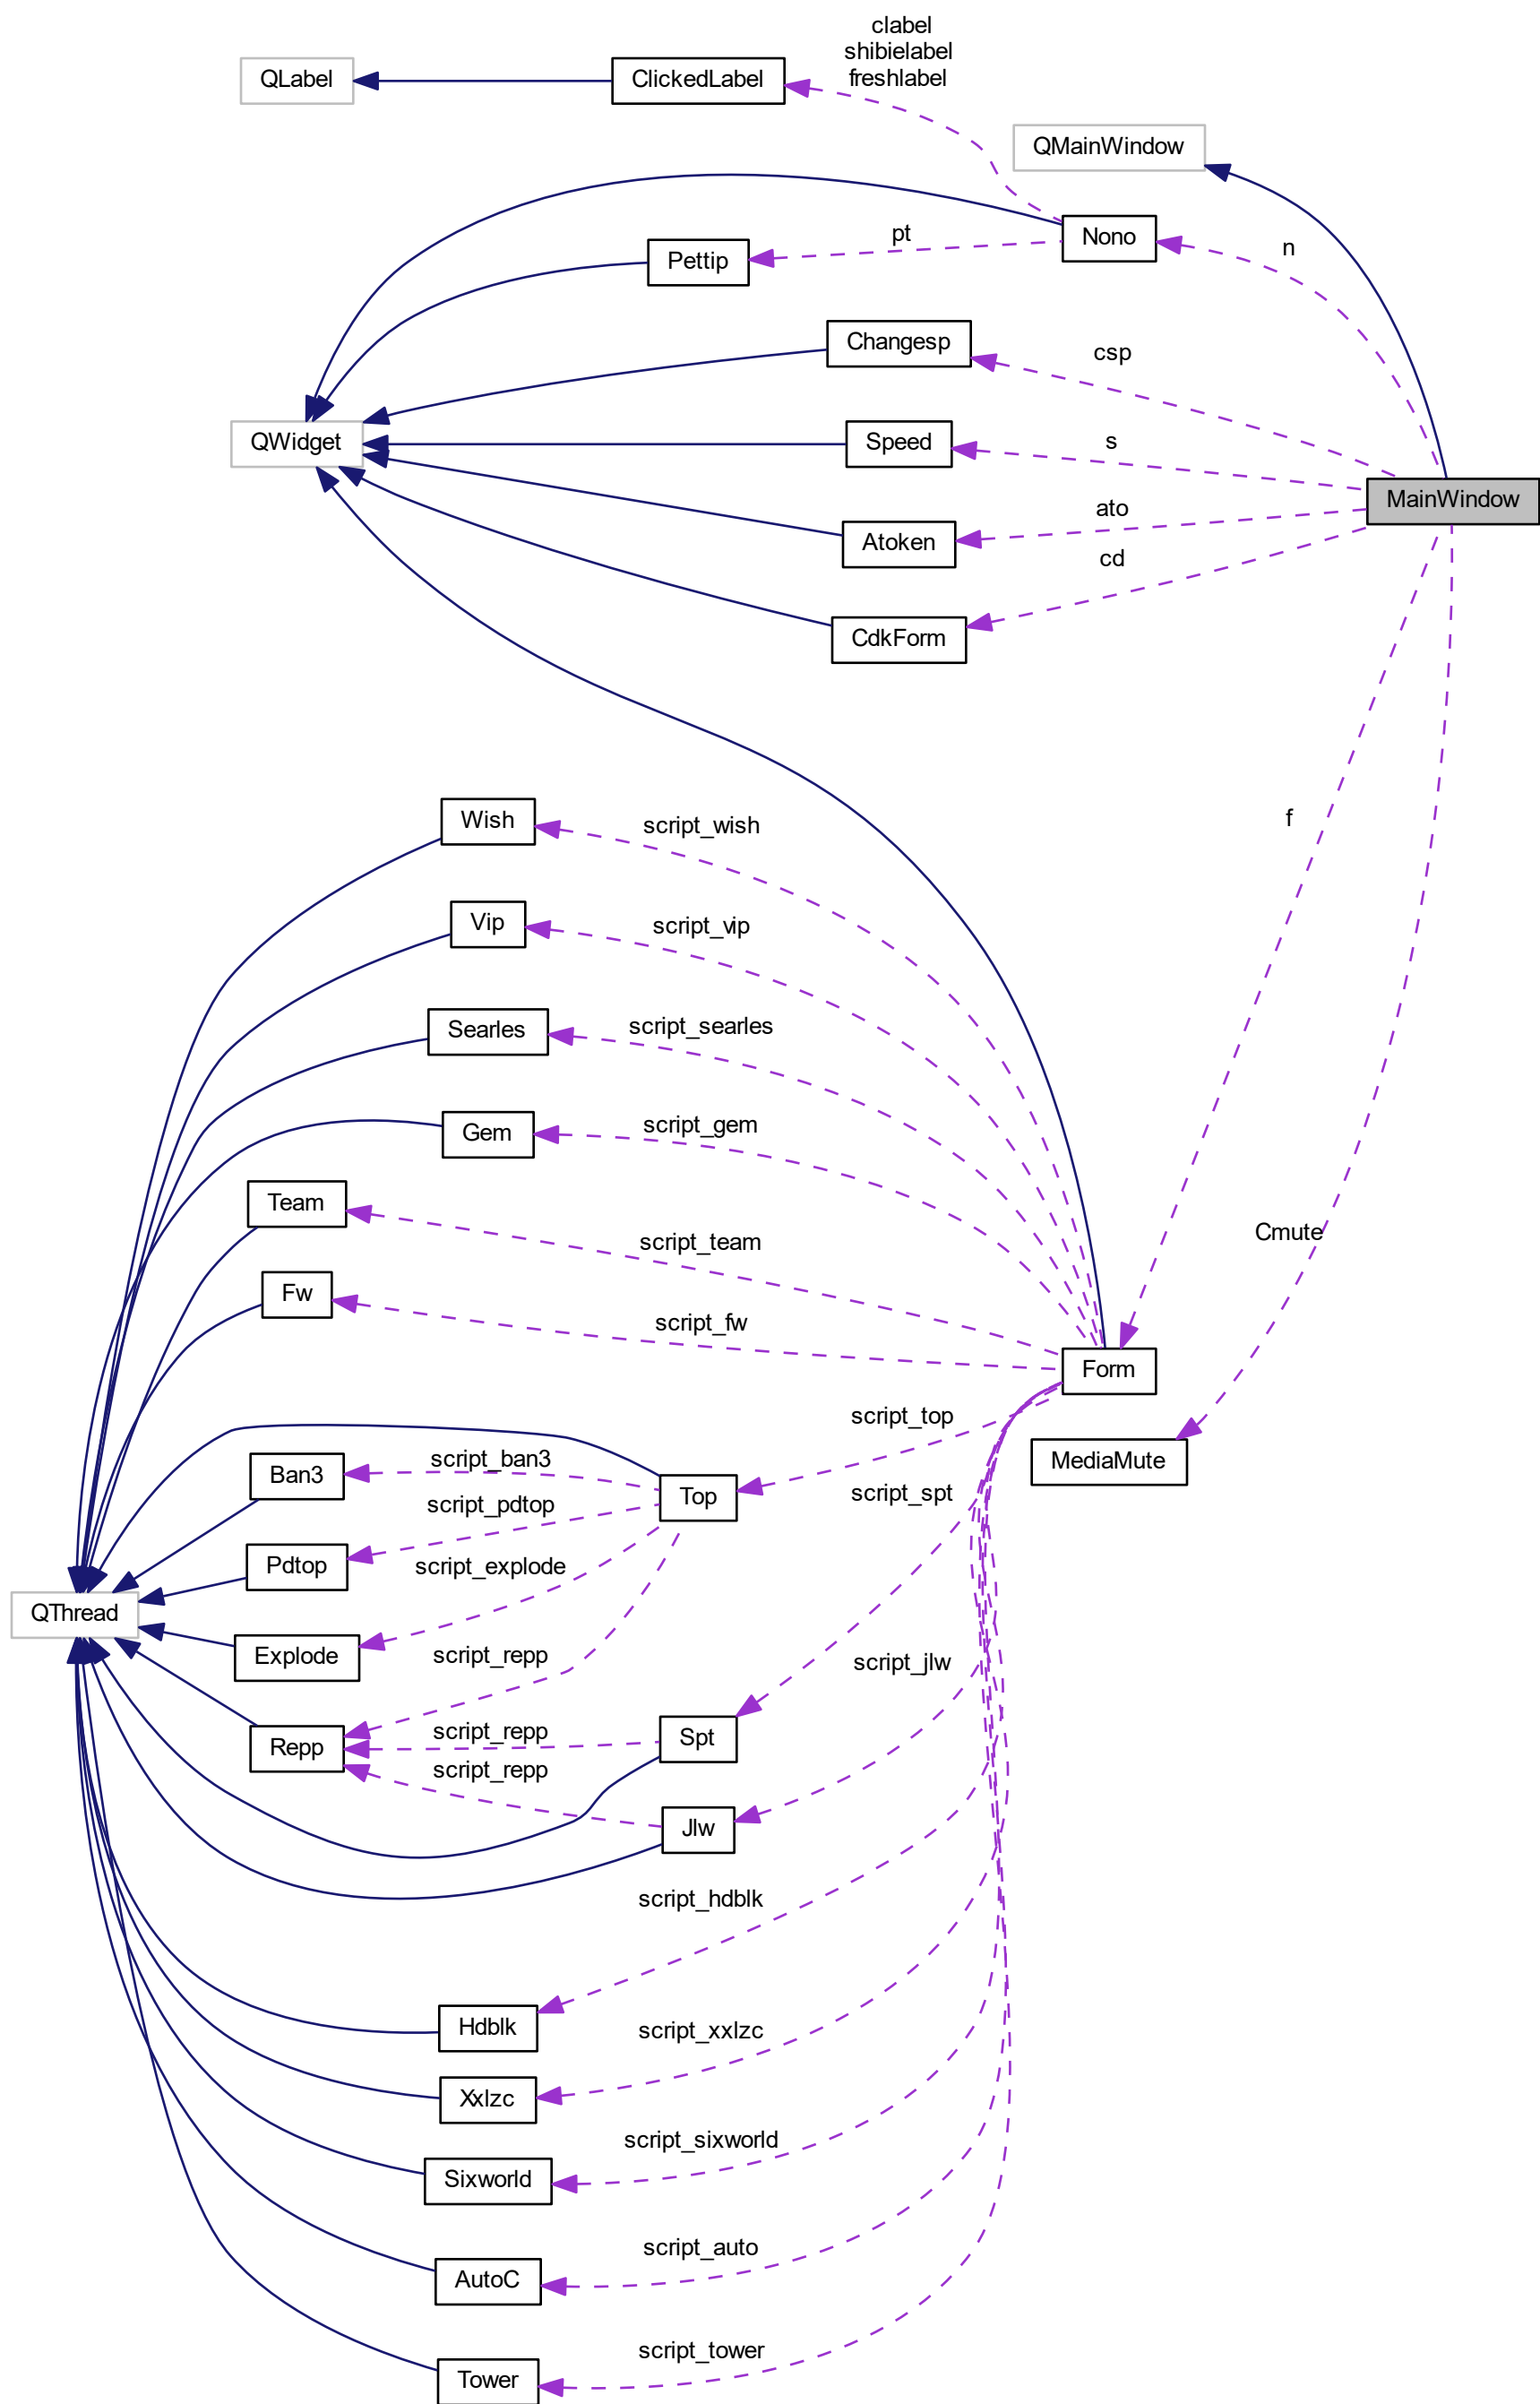 clabel
shibielabel
freshlabel
QLabel
ClickedLabel
QMainWindow
Nono
n
pt
Pettip
Changesp
csp
QWidget
Speed
s
MainWindow
ato
Atoken
cd
CdkForm
Wish
script_wish
f
Vip
script_vip
Searles
script_searles
Gem
script_gem
Team
script_team
Cmute
Fw
script_fw
Form
script_top
MediaMute
Ban3
script_ban3
Top
script_spt
script_pdtop
Pdtop
script_explode
QThread
Explode
script_repp
script_jlw
Repp
script_repp
Spt
script_repp
Jlw
script_hdblk
Hdblk
script_xxlzc
Xxlzc
script_sixworld
Sixworld
script_auto
AutoC
script_tower
Tower